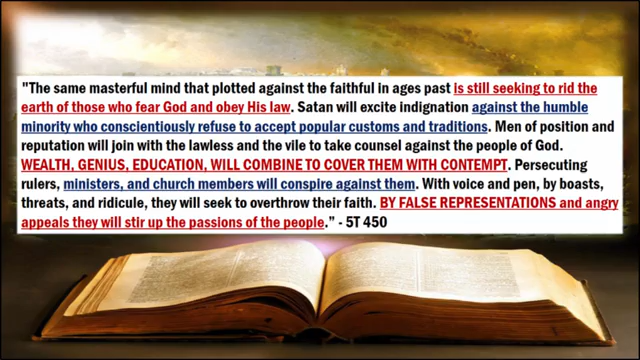 "The same masterful mind that plotted against the faithful in ages past is still seeking to rid the
earth of those who fear God and obey His law. Satan will excite indignation against the humble
minority who conscientiously refuse to accept popular customs and traditions. Men of position and
reputation will join with the lawless and the vile to take counsel against the people of God.
WEALTH, GENIUS, EDUCATION, WILL COMBINE TO COVER THEM WITH CONTEMPT. Persecuting
rulers, ministers, and church members will conspire against them. With voice and pen, by boasts,
threats, and ridicule, they will seek to overthrow their faith. BY FALSE REPRESENTATIONS and angry
appeals they will stir up the passions of the people." - 5T 450